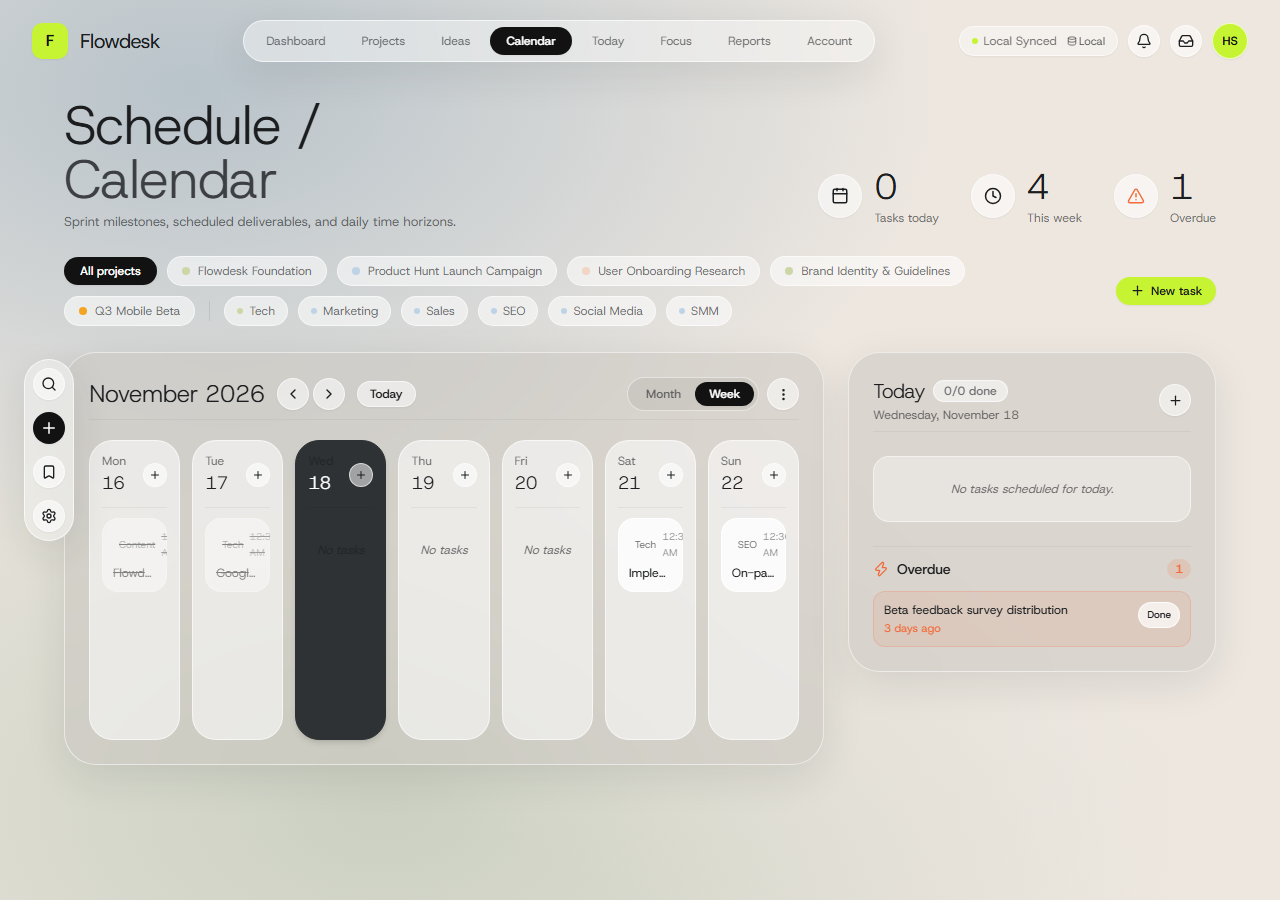 F
Flowdesk
Dashboard
Projects
Ideas
Calendar
Today
Focus
Reports
Account
Local Synced
Local
HS
Schedule /
Calendar
Sprint milestones, scheduled deliverables, and daily time horizons.
0
Tasks today
4
This week
1
Overdue
All projects
Flowdesk Foundation
Product Hunt Launch Campaign
User Onboarding Research
Brand Identity & Guidelines
Q3 Mobile Beta
Tech
Marketing
Sales
SEO
Social Media
SMM
New task
November 2026
Today
Month
Week
Mon
16
Content
Flowd...
Tue
17
Tech
AM
Googl...
Wed
18
No tasks
Thu
19
No tasks
Fri
20
No tasks
Sat
21
Tech
12:3
AM
Imple...
Sun
22
SEO
12:3
AM
On-pa...
Today
0/0 done
Wednesday, November 18
No tasks scheduled for today.
Overdue
1
Beta feedback survey distribution
3 days ago
Done